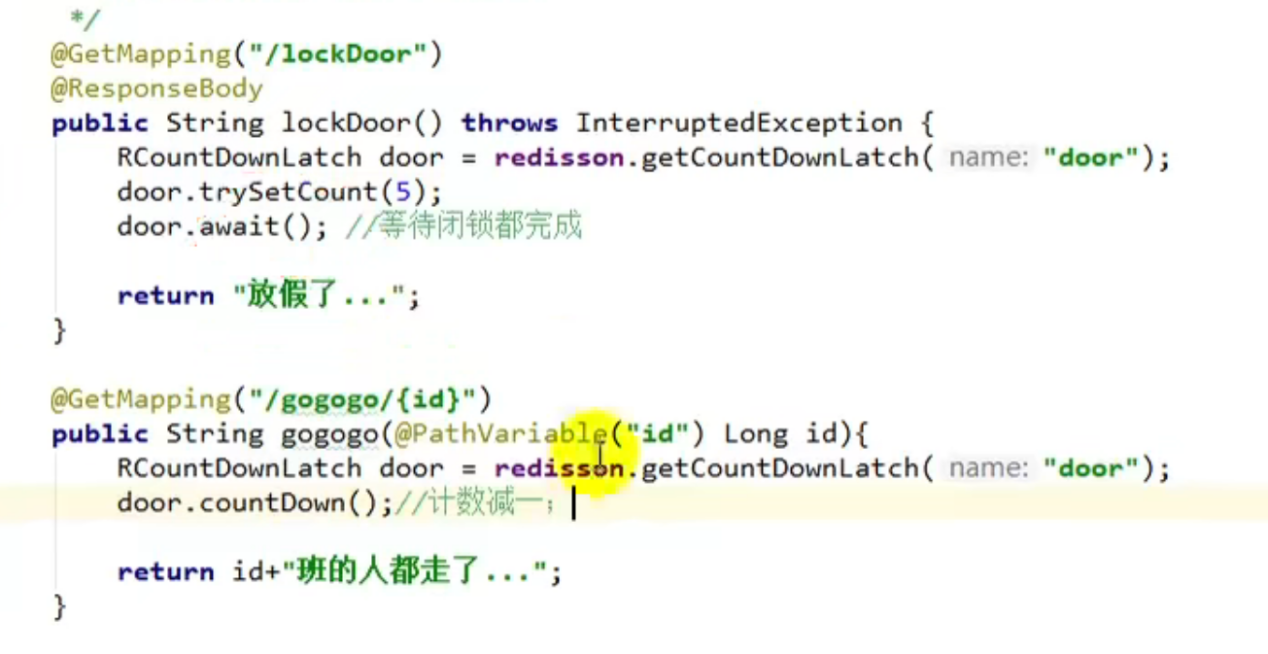 */
@GetMapping("/lockDoor")
@ResponseBody
public String lockDoor() throws InterruptedException {
RCountDownLatch door = redisson.getCountDownLatch( name: "door");
door.trySetCount(5);
door.await(); //等待闭锁都完成
return "放假了...";
}
@GetMapping("/gogogo/{id}")
public String gogogo(@PathVariable("id") Long id){
RCountDownLatch door = redisson.getCountDownLatch( name: "door");
door.countDown();//计数减一；
return id+"班的人都走了...";
}